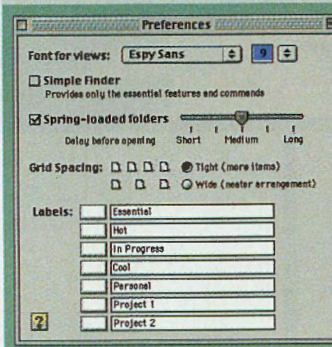 Preferences
Font for views: Espy Sans 9
Simple Finder
Provides only the essential features and commands
Spring-loaded folders
Delay before opening Short Medium Long
Grid Spacing: Tight (more items)
Wide (neater arrangement)
Labels: Essential
Hot
In Progress
Cool
Personal
Project 1
Project 2
?